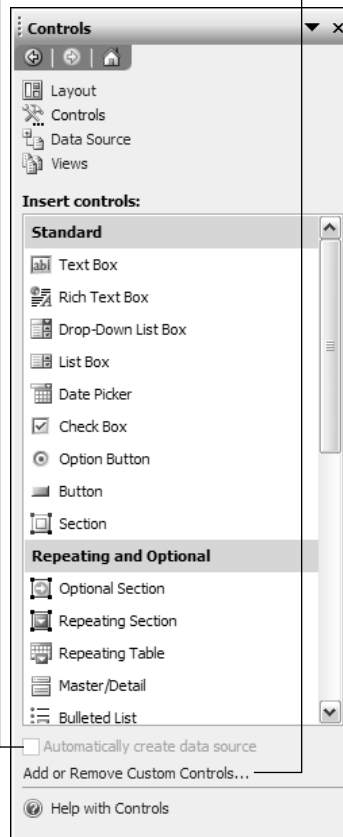 Controls
Layout
Controls
Data Source
Views
Insert controls:
Standard
Text Box
Rich Text Box
Drop-Down List Box
List Box
Date Picker
Check Box
Option Button
Button
Section
Repeating and Optional
Optional Section
Repeating Section
Repeating Table
Master/Detail
Bulleted List
Automatically create data source
Add or Remove Custom Controls...
Help with Controls